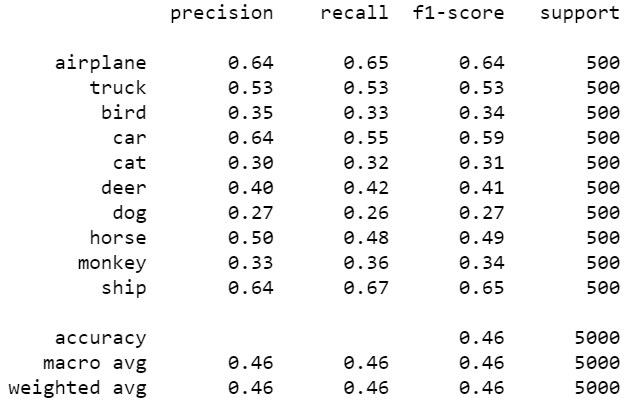 precision recall f1-score support
airplane 0.64 0.65 0.64 500
truck 0.53 0.53 0.53 500
bird 0.35 0.33 0.34 500
car 0.64 0.55 0.59 500
cat 0.30 0.32 0.31 500
deer 0.40 0.42 0.41 500
dog 0.27 0.26 0.27 500
horse 0.50 0.48 0.49 500
monkey 0.33 0.36 0.34 500
ship 0.64 0.67 0.65 500
accuracy 0.46 5000
macro avg 0.46 0.46 0.46 5000
weighted avg 0.46 0.46 0.46 5000